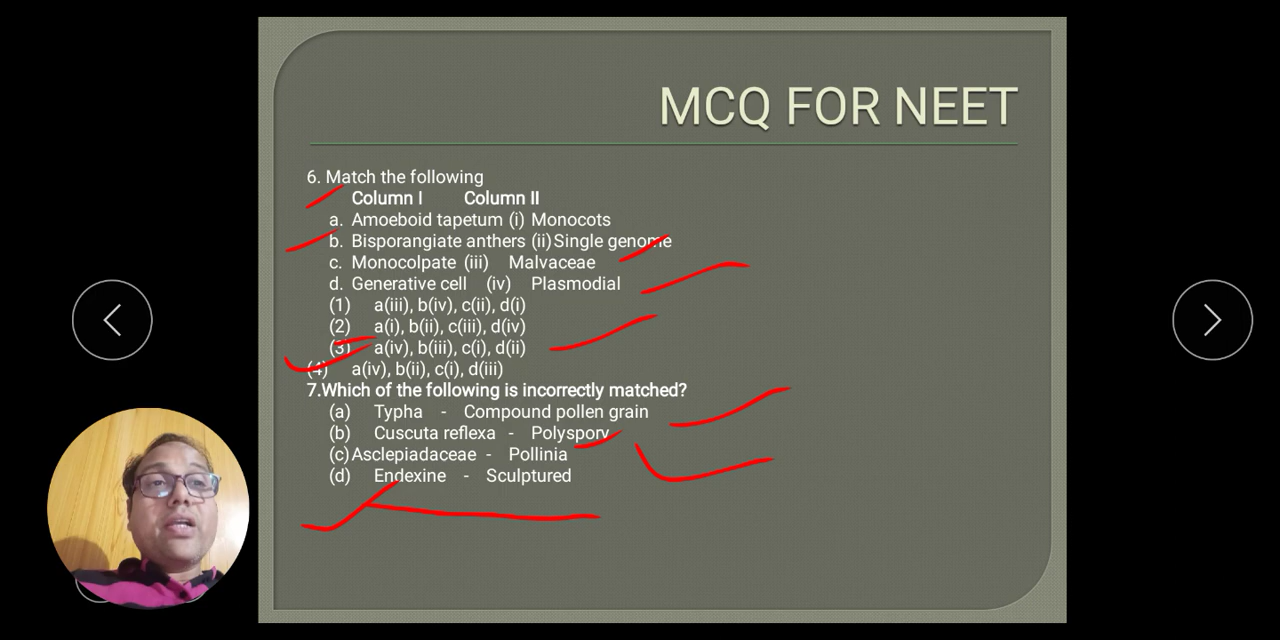 MCQ FOR NEET
6. Match the following
Column I Column II
a. Amoeboid tapetum (i) Monocots
b. Bisporangiate anthers (ii) Single genome
c. Monocolpate (iii) Malvaceae
d. Generative cell (iv) Plasmodial
(1) a(iii), b(iv), c(ii), d(i)
(2) a(i), b(ii), c(iii), d(iv)
(3) a(iv), b(iii), c(i), d(ii)
(4) a(iv), b(ii), c(i), d(iii)
7.Which of the following is incorrectly matched?
(a) Typha - Compound pollen grain
(b) Cuscuta reflexa - Polyspory
(c) Asclepiadaceae - Pollinia
(d) Endexine - Sculptured